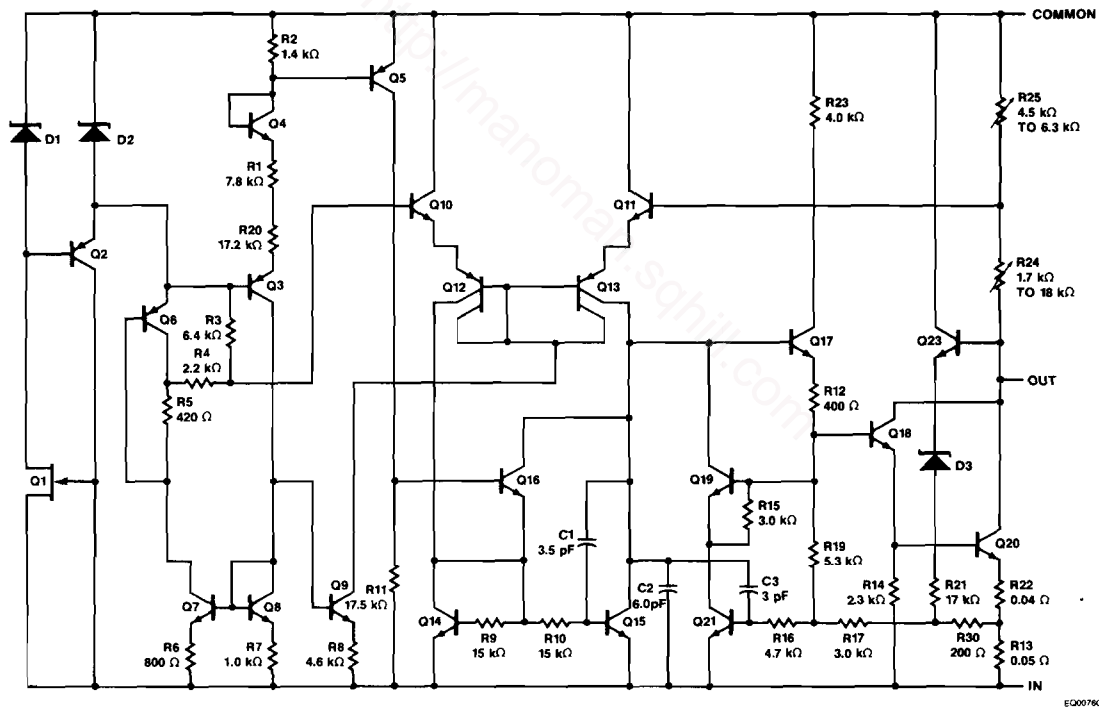 COMMON
R2
1.4 kΩ
Q5
Q4
R23
4.0 kΩ
R25
4.5 kΩ
TO 6.3 kΩ
D1
D2
R1
7.8 kΩ
Q10
Q11
R20
17.2 kΩ
Q2
R24
1.7 kΩ
TO 18 kΩ
Q3
Q12
Q13
Q6
R3
6.4 kΩ
Q17
Q23
R4
2.2 kΩ
OUT
R5
420 Ω
R12
400 Ω
Q18
D3
Q1
Q16
Q19
R15
3.0 kΩ
C1
3.5 pF
R19
5.3 kΩ
Q20
Q9
R11
17.5 kΩ
C2
6.0pF
C3
3 pF
R14
2.3 kΩ
R21
17 kΩ
R22
0.04 Ω
Q7
Q8
Q14
R9
15 kΩ
R10
15 kΩ
Q15
Q21
R16
4.7 kΩ
R17
3.0 kΩ
R30
200 Ω
R13
0.05 Ω
R6
800 Ω
R7
1.0 kΩ
R8
4.6 kΩ
IN
EQ00760
http://manoman.sqhill.com